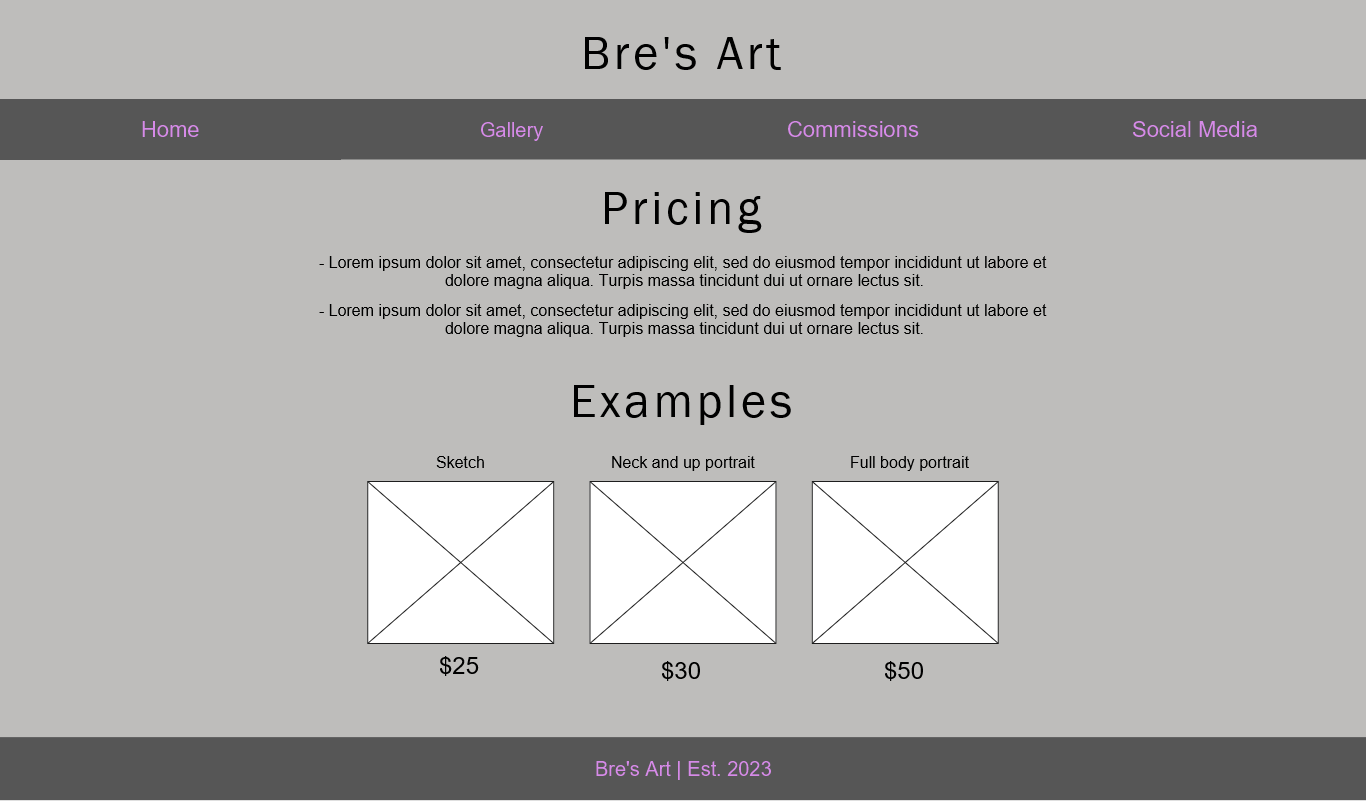 Bre's Art
Home Gallery Commissions Social Media
Pricing
- Lorem ipsum dolor sit amet, consectetur adipiscing elit, sed do eiusmod tempor incididunt ut labore et
dolore magna aliqua. Turpis massa tincidunt dui ut ornare lectus sit.
- Lorem ipsum dolor sit amet, consectetur adipiscing elit, sed do eiusmod tempor incididunt ut labore et
dolore magna aliqua. Turpis massa tincidunt dui ut ornare lectus sit.
Examples
Sketch Neck and up portrait Full body portrait
$25 $30 $50
Bre's Art | Est. 2023